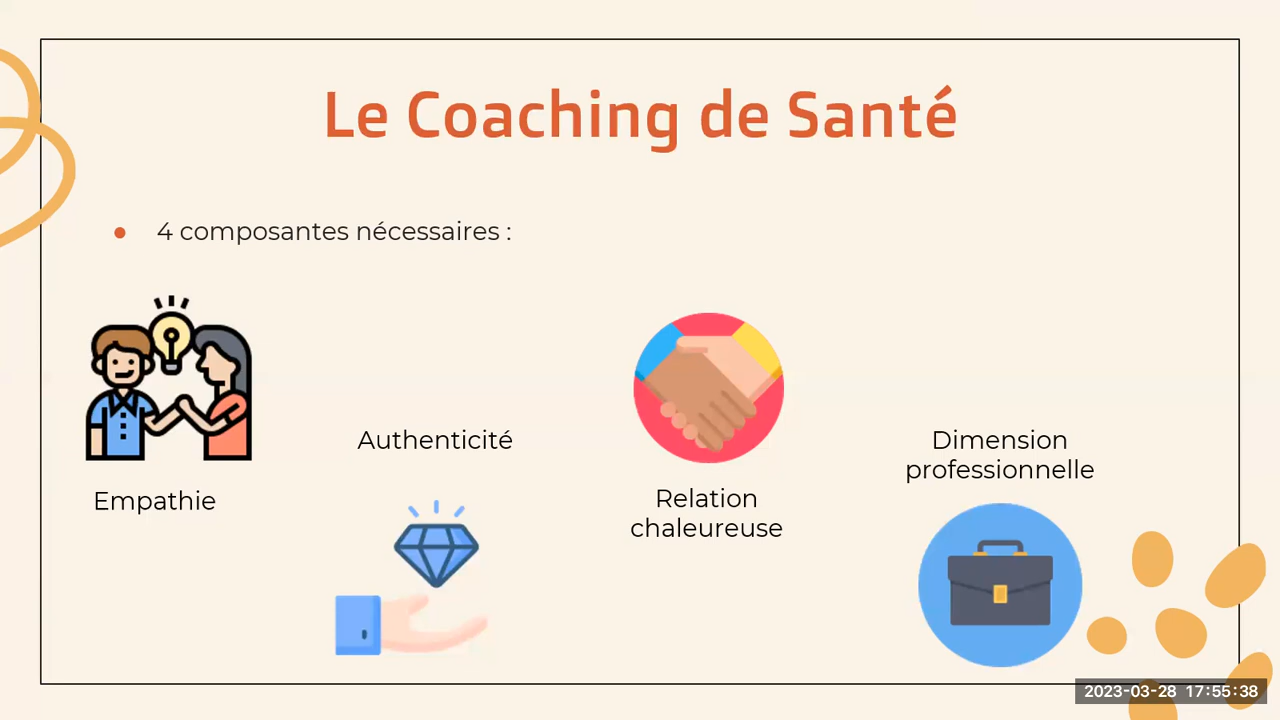 Le Coaching de Santé
4 composantes nécessaires :
Empathie
Authenticité
Relation
chaleureuse
Dimension
professionnelle
2023-03-28 17:55:38